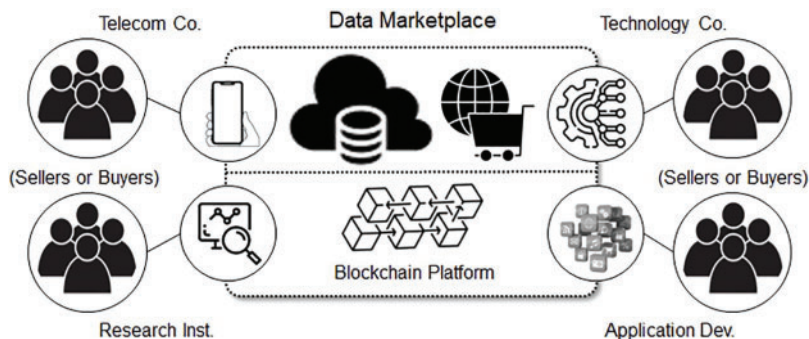 Telecom Co.
Data Marketplace
Technology Co.
(Sellers or Buyers)
(Sellers or Buyers)
Blockchain Platform
Research Inst.
Application Dev.